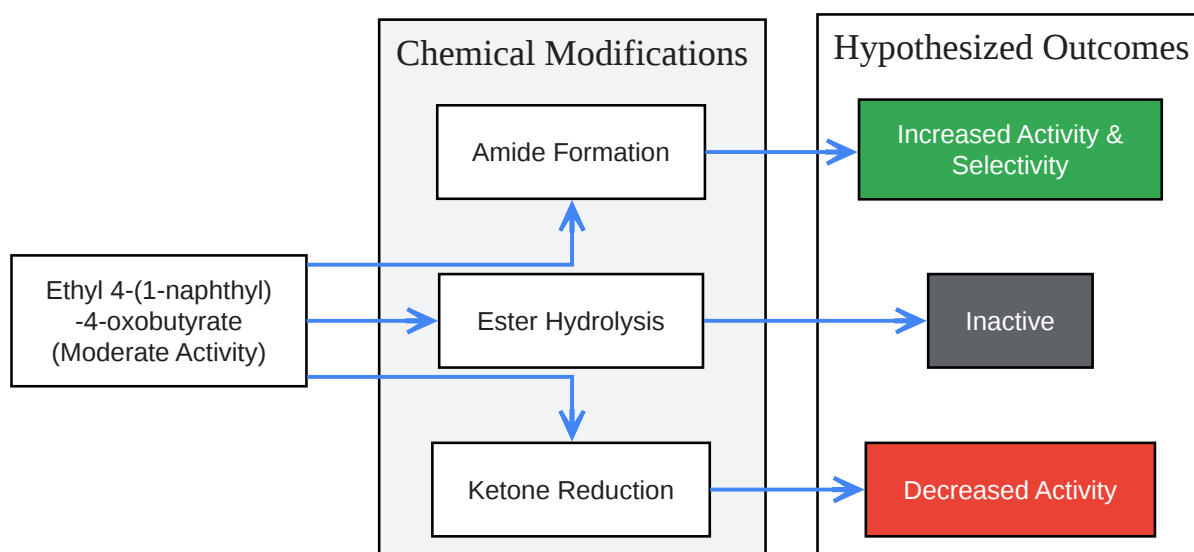 Chemical Modifications
Hypothesized Outcomes
Amide Formation
Increased Activity &
Selectivity
Ethyl 4-(1-naphthyl)
-4-oxobutyrate
(Moderate Activity)
Ester Hydrolysis
Inactive
Ketone Reduction
Decreased Activity